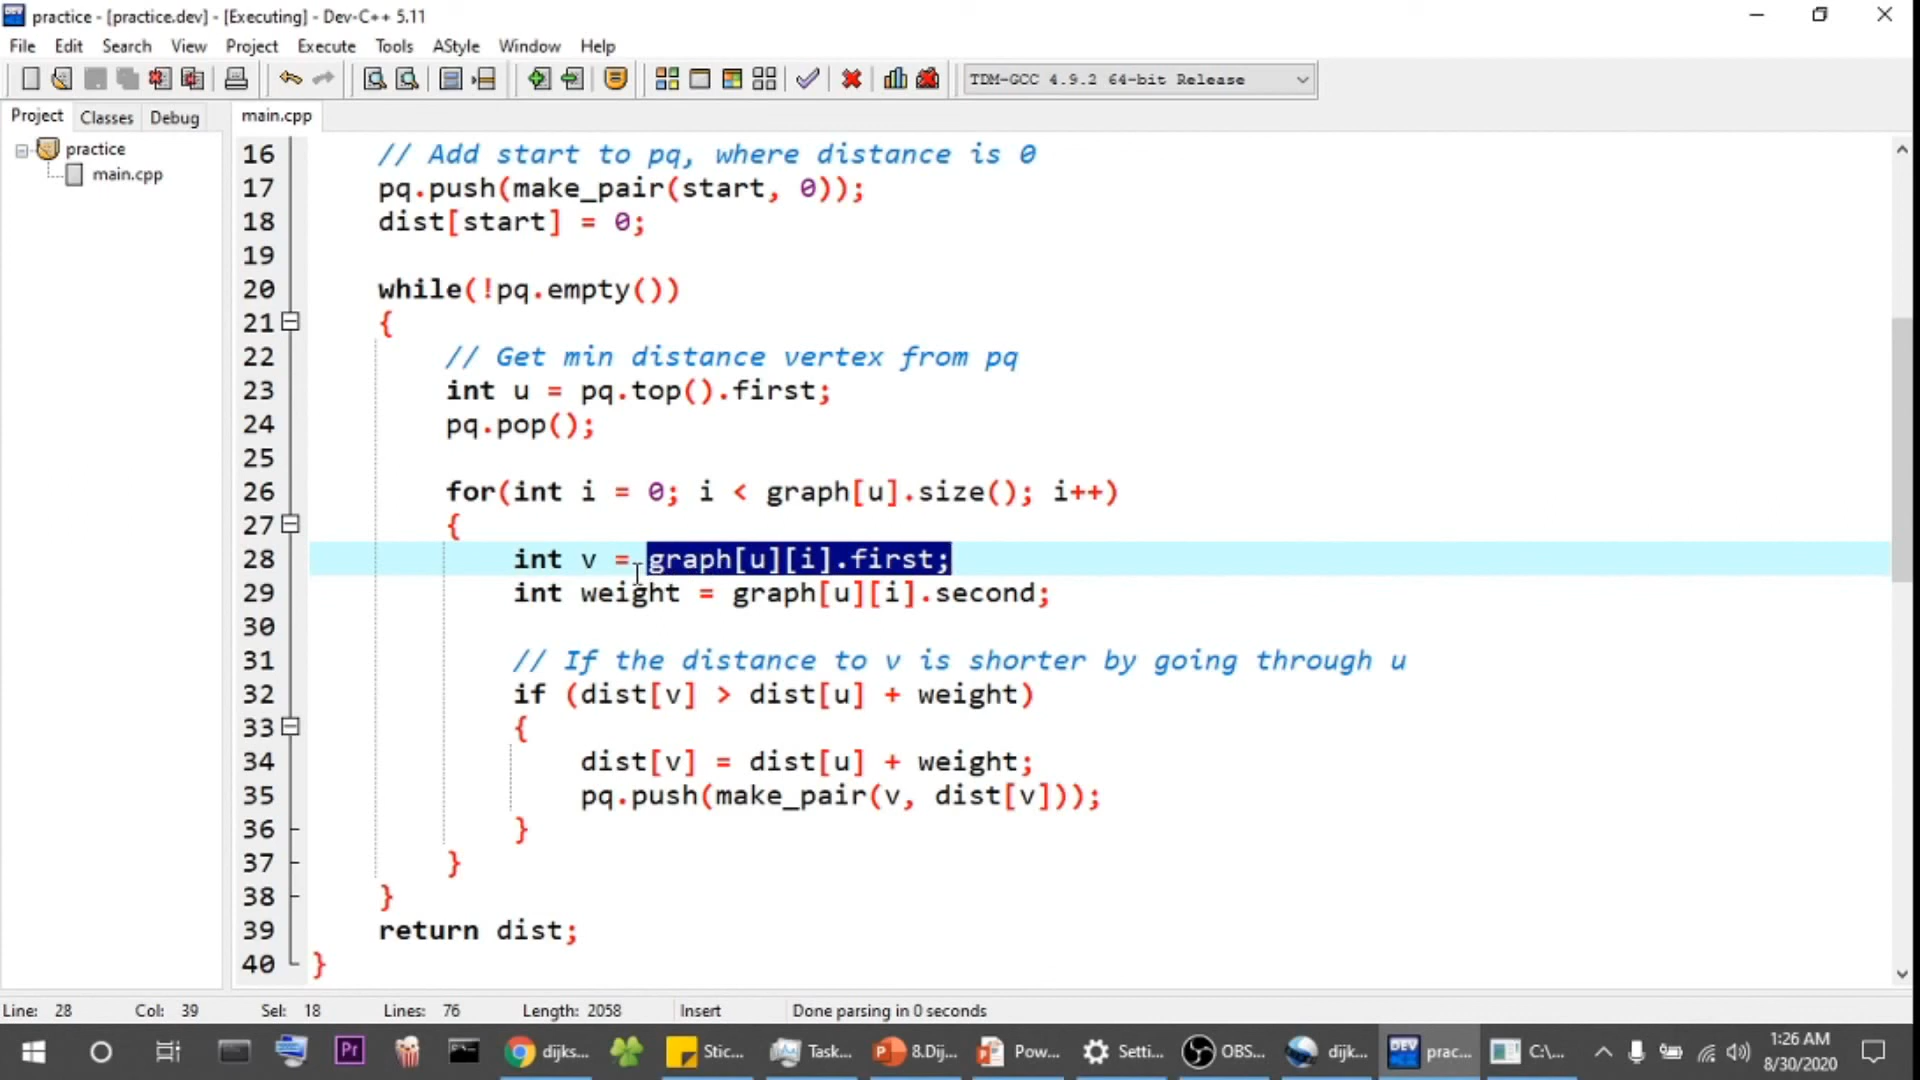 practice - [practice.dev] - [Executing] - Dev-C++ 5.11
File Edit Search View Project Execute Tools AStyle Window Help
TDM-GCC 4.9.2 64-bit Release
Project Classes Debug
main.cpp
practice
main.cpp
16 // Add start to pq, where distance is 0
17 pq.push(make_pair(start, 0));
18 dist[start] = 0;
19
20 while(!pq.empty())
21 {
22 // Get min distance vertex from pq
23 int u = pq.top().first;
24 pq.pop();
25
26 for(int i = 0; i < graph[u].size(); i++)
27 {
28 int v = graph[u][i].first;
29 int weight = graph[u][i].second;
30
31 // If the distance to v is shorter by going through u
32 if (dist[v] > dist[u] + weight)
33 {
34 dist[v] = dist[u] + weight;
35 pq.push(make_pair(v, dist[v]));
36 }
37 }
38 }
39 return dist;
40 }
Line: 28 Col: 39 Sel: 18 Lines: 76 Length: 2058 Insert Done parsing in 0 seconds
Pr dijks... Stic... Task... 8.Dij... Pow... Setti... OBS... dijk... DEV prac... C:\...
1:26 AM
8/30/2020